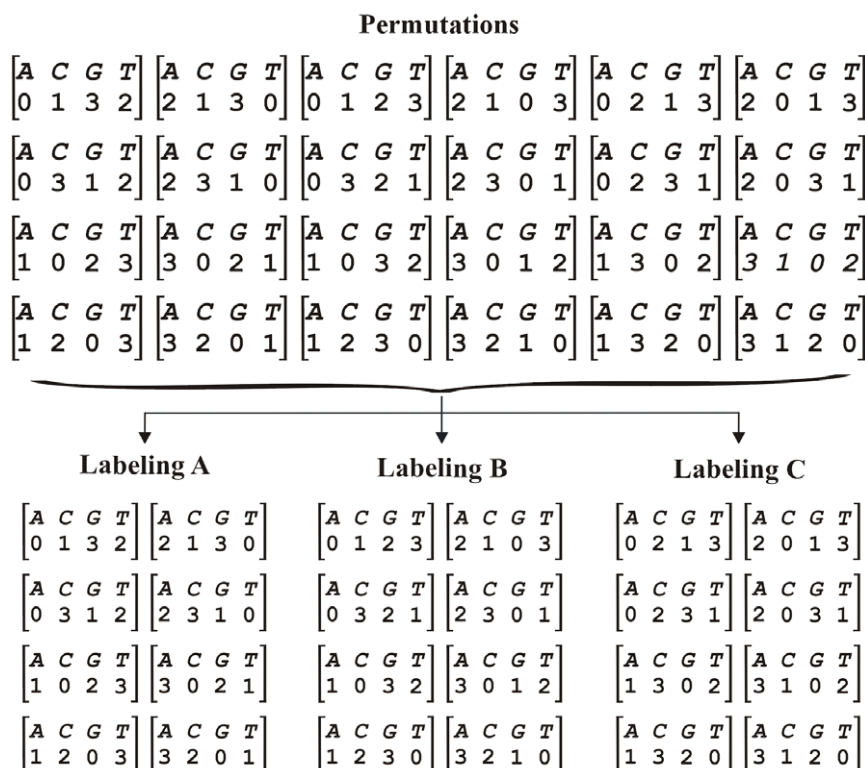 Permutations
A C G T A C G T A C G T A C G T A C G T A C G T
0 1 3 2 2 1 3 0 0 1 2 3 2 1 0 3 0 2 1 3 2 0 1 3
A C G T A C G T A C G T A C G T A C G T A C G T
0 3 1 2 2 3 1 0 0 3 2 1 2 3 0 1 0 2 3 1 2 0 3 1
A C G T A C G T A C G T A C G T A C G T A C G T
1 0 2 3 3 0 2 1 1 0 3 2 3 0 1 2 1 3 0 2 3 1 0 2
A C G T A C G T A C G T A C G T A C G T A C G T
1 2 0 3 3 2 0 1 1 2 3 0 3 2 1 0 1 3 2 0 3 1 2 0
Labeling A Labeling B Labeling C
A C G T A C G T A C G T A C G T A C G T A C G T
0 1 3 2 2 1 3 0 0 1 2 3 2 1 0 3 0 2 1 3 2 0 1 3
A C G T A C G T A C G T A C G T A C G T A C G T
0 3 1 2 2 3 1 0 0 3 2 1 2 3 0 1 0 2 3 1 2 0 3 1
A C G T A C G T A C G T A C G T A C G T A C G T
1 0 2 3 3 0 2 1 1 0 3 2 3 0 1 2 1 3 0 2 3 1 0 2
A C G T A C G T A C G T A C G T A C G T A C G T
1 2 0 3 3 2 0 1 1 2 3 0 3 2 1 0 1 3 2 0 3 1 2 0